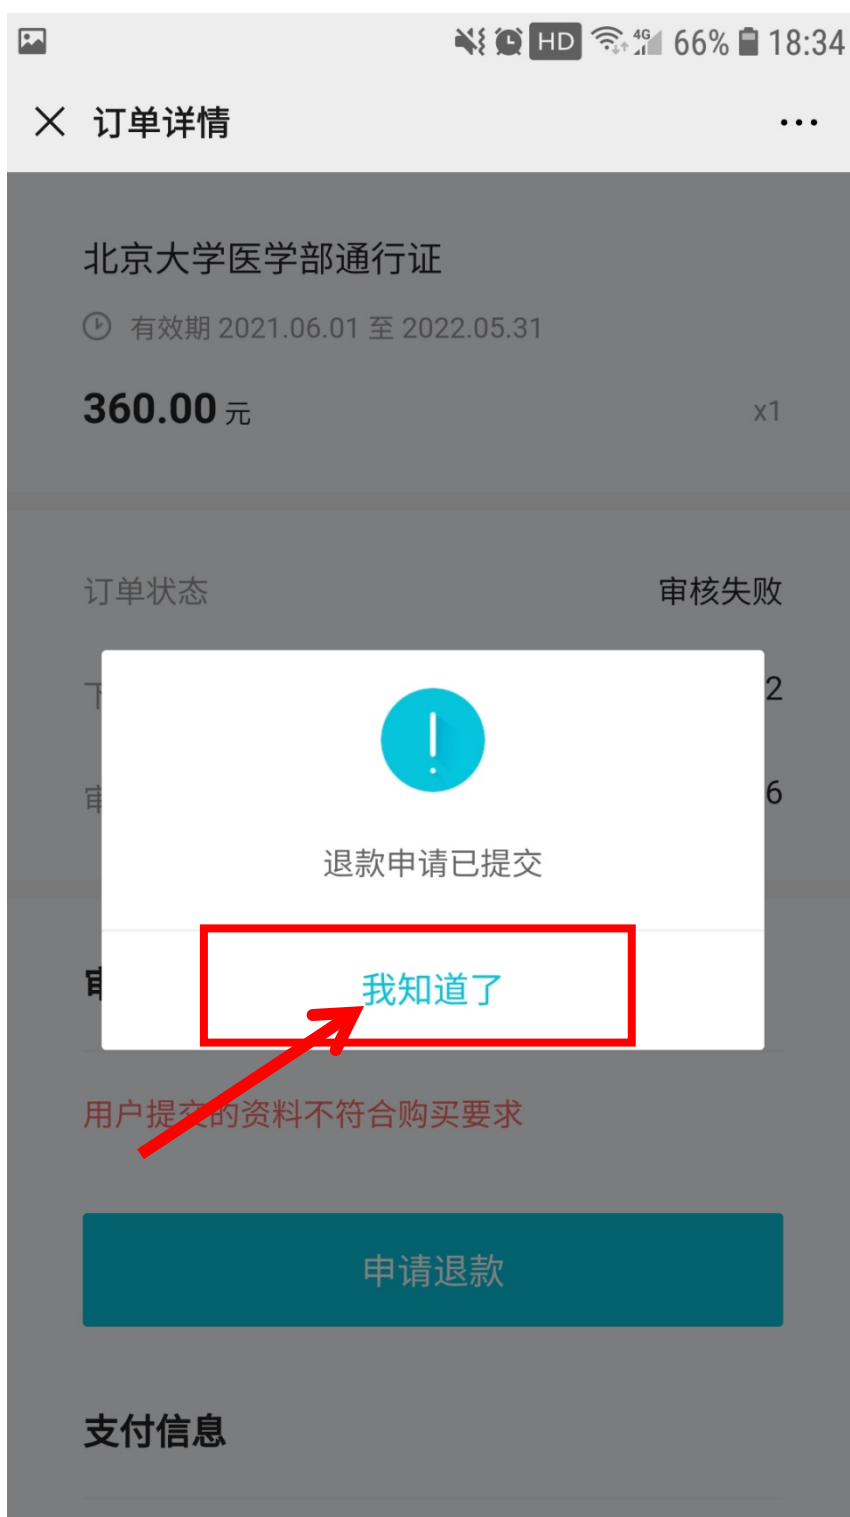 HD 4G 66% 18:34
订单详情
北京大学医学部通行证
有效期 2021.06.01 至 2022.05.31
360.00 元 x1
订单状态 审核失败
2
6
退款申请已提交
我知道了
用户提交的资料不符合购买要求
申请退款
支付信息